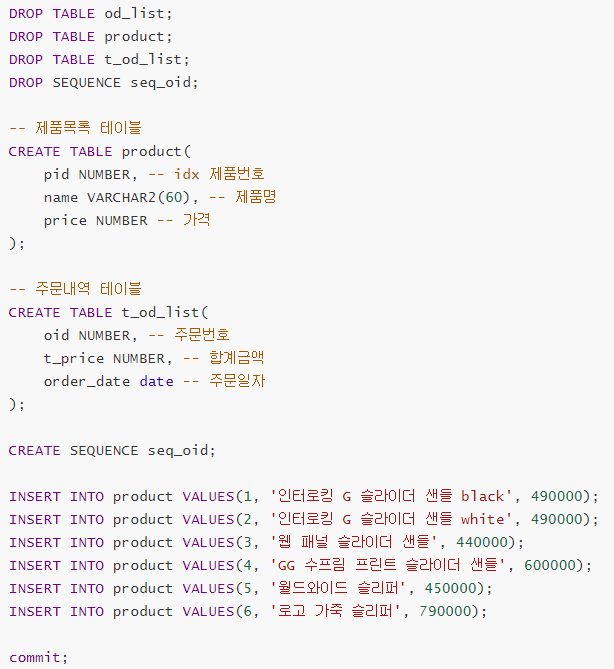 DROP TABLE od_list;
DROP TABLE product;
DROP TABLE t_od_list;
DROP SEQUENCE seq_oid;
-- 제품목록 테이블
CREATE TABLE product(
pid NUMBER, -- idx 제품번호
name VARCHAR2(60), -- 제품명
price NUMBER -- 가격
);
-- 주문내역 테이블
CREATE TABLE t_od_list(
oid NUMBER, -- 주문번호
t_price NUMBER, -- 합계금액
order_date date -- 주문일자
);
CREATE SEQUENCE seq_oid;
INSERT INTO product VALUES(1, '인터로킹 G 슬라이더 샌들 black', 490000);
INSERT INTO product VALUES(2, '인터로킹 G 슬라이더 샌들 white', 490000);
INSERT INTO product VALUES(3, '웹 패널 슬라이더 샌들', 440000);
INSERT INTO product VALUES(4, 'GG 수프림 프린트 슬라이더 샌들', 600000);
INSERT INTO product VALUES(5, '월드와이드 슬리퍼', 450000);
INSERT INTO product VALUES(6, '로고 가죽 슬리퍼', 790000);
commit;